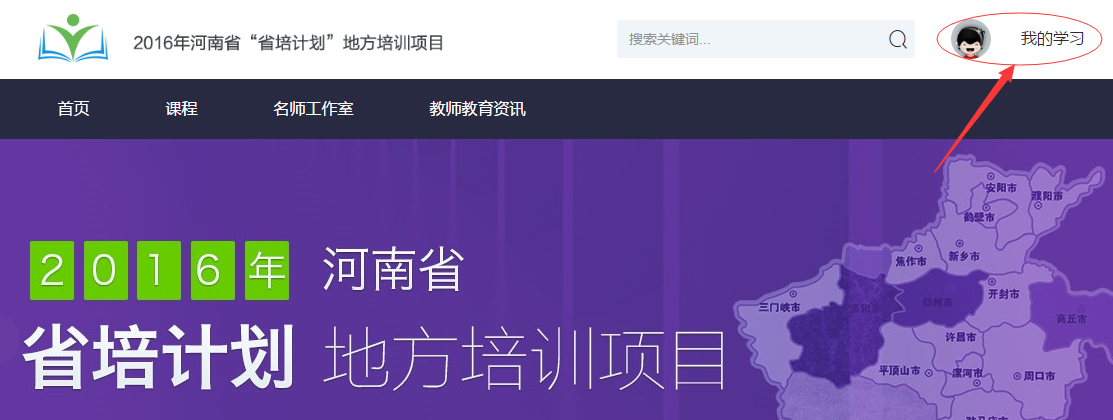 2016年河南省“省培计划”地方培训项目
搜索关键词...
我的学习
首页
课程
名师工作室
教师教育资讯
2016年 河南省
省培计划 地方培训项目
安阳市
濮阳市
鹤壁市
新乡市
焦作市
开封市
三门峡市
洛阳市
郑州市
商丘市
许昌市
平顶山市
漯河市
周口市